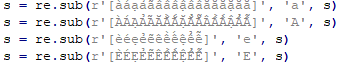 s = re.sub(r'[àáạảãâầấậẩẫăằắặẳẵ]', 'a', s)
s = re.sub(r'[ÀÁẠẢÃĂẰẮẶẲẴÂẦẤẬẨẪ]', 'A', s)
s = re.sub(r'[èéẹẻẽêềếệểễ]', 'e', s)
s = re.sub(r'[ÈÉẸẺẼÊỀẾỆỂỄ]', 'E', s)